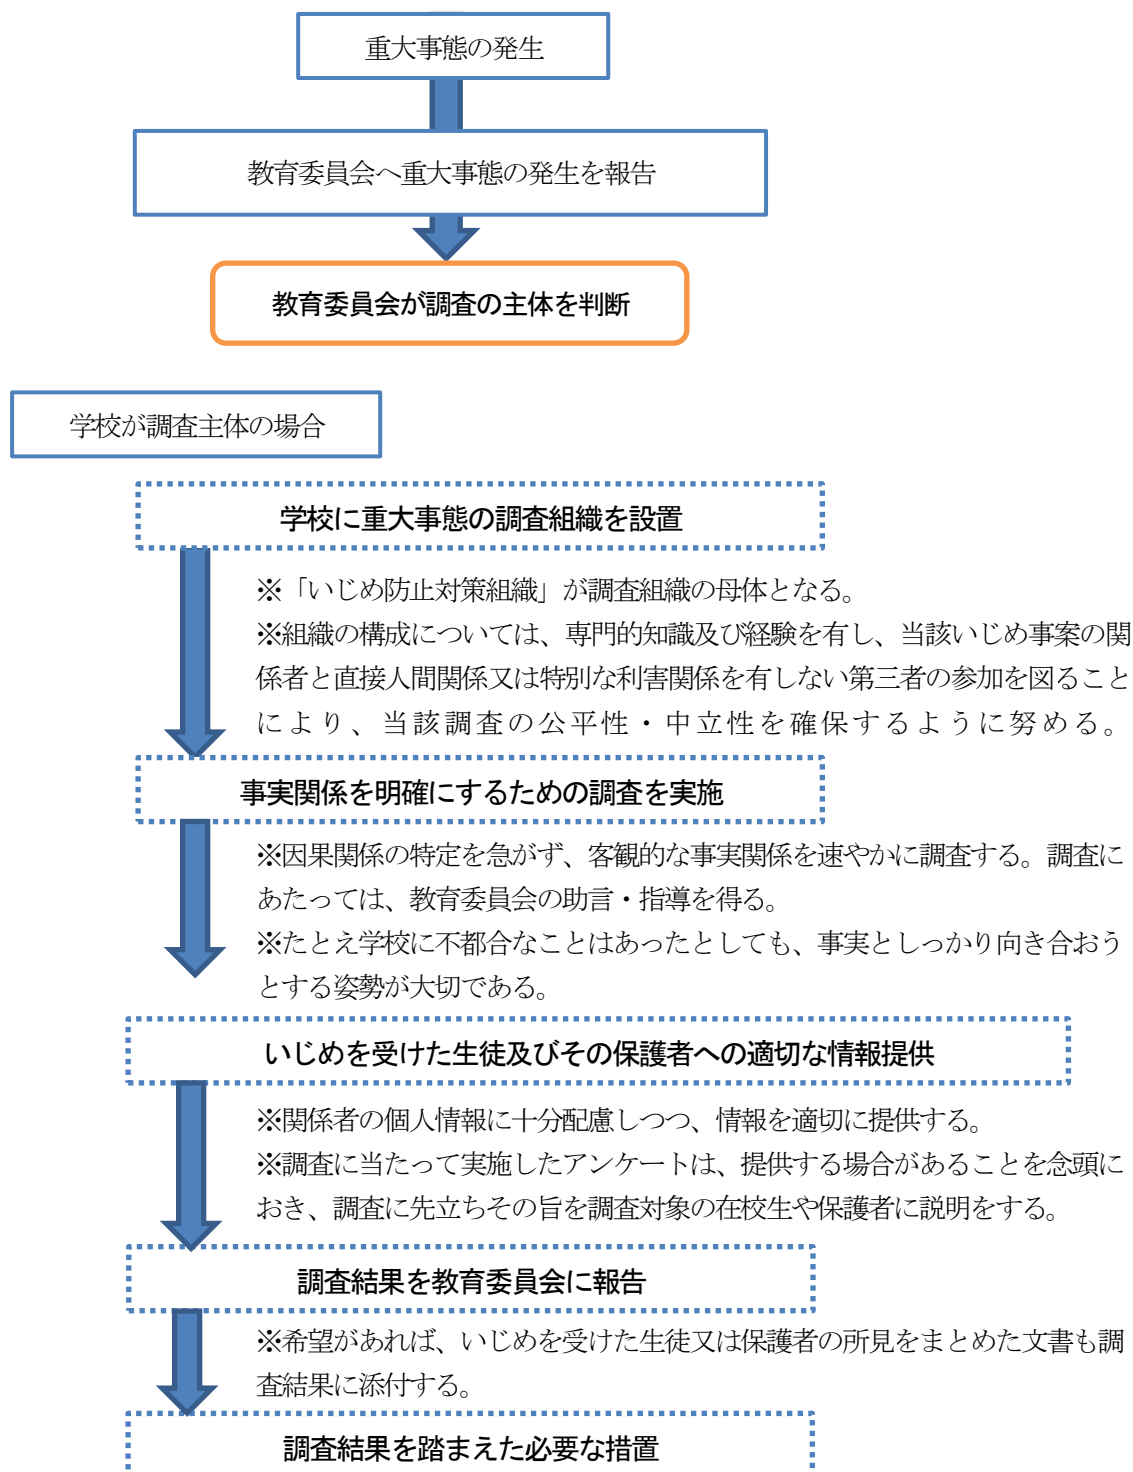 重大事態の発生
教育委員会へ重大事態の発生を報告
教育委員会が調査の主体を判断
学校が調査主体の場合
学校に重大事態の調査組織を設置
※「いじめ防止対策組織」が調査組織の母体となる。
※組織の構成については、専門的知識及び経験を有し、当該いじめ事案の関
係者と直接人間関係又は特別な利害関係を有しない第三者の参加を図ること
により、当該調査の公平性・中立性を確保するように努める。
事実関係を明確にするための調査を実施
※因果関係の特定を急がず、客観的な事実関係を速やかに調査する。調査に
あたっては、教育委員会の助言・指導を得る。
※たとえ学校に不都合なことはあったとしても、事実としっかり向き合おう
とする姿勢が大切である。
いじめを受けた生徒及びその保護者への適切な情報提供
※関係者の個人情報に十分配慮しつつ、情報を適切に提供する。
※調査に当たって実施したアンケートは、提供する場合があることを念頭に
おき、調査に先立ちその旨を調査対象の在校生や保護者に説明をする。
調査結果を教育委員会に報告
※希望があれば、いじめを受けた生徒又は保護者の所見をまとめた文書も調
査結果に添付する。
調査結果を踏まえた必要な措置